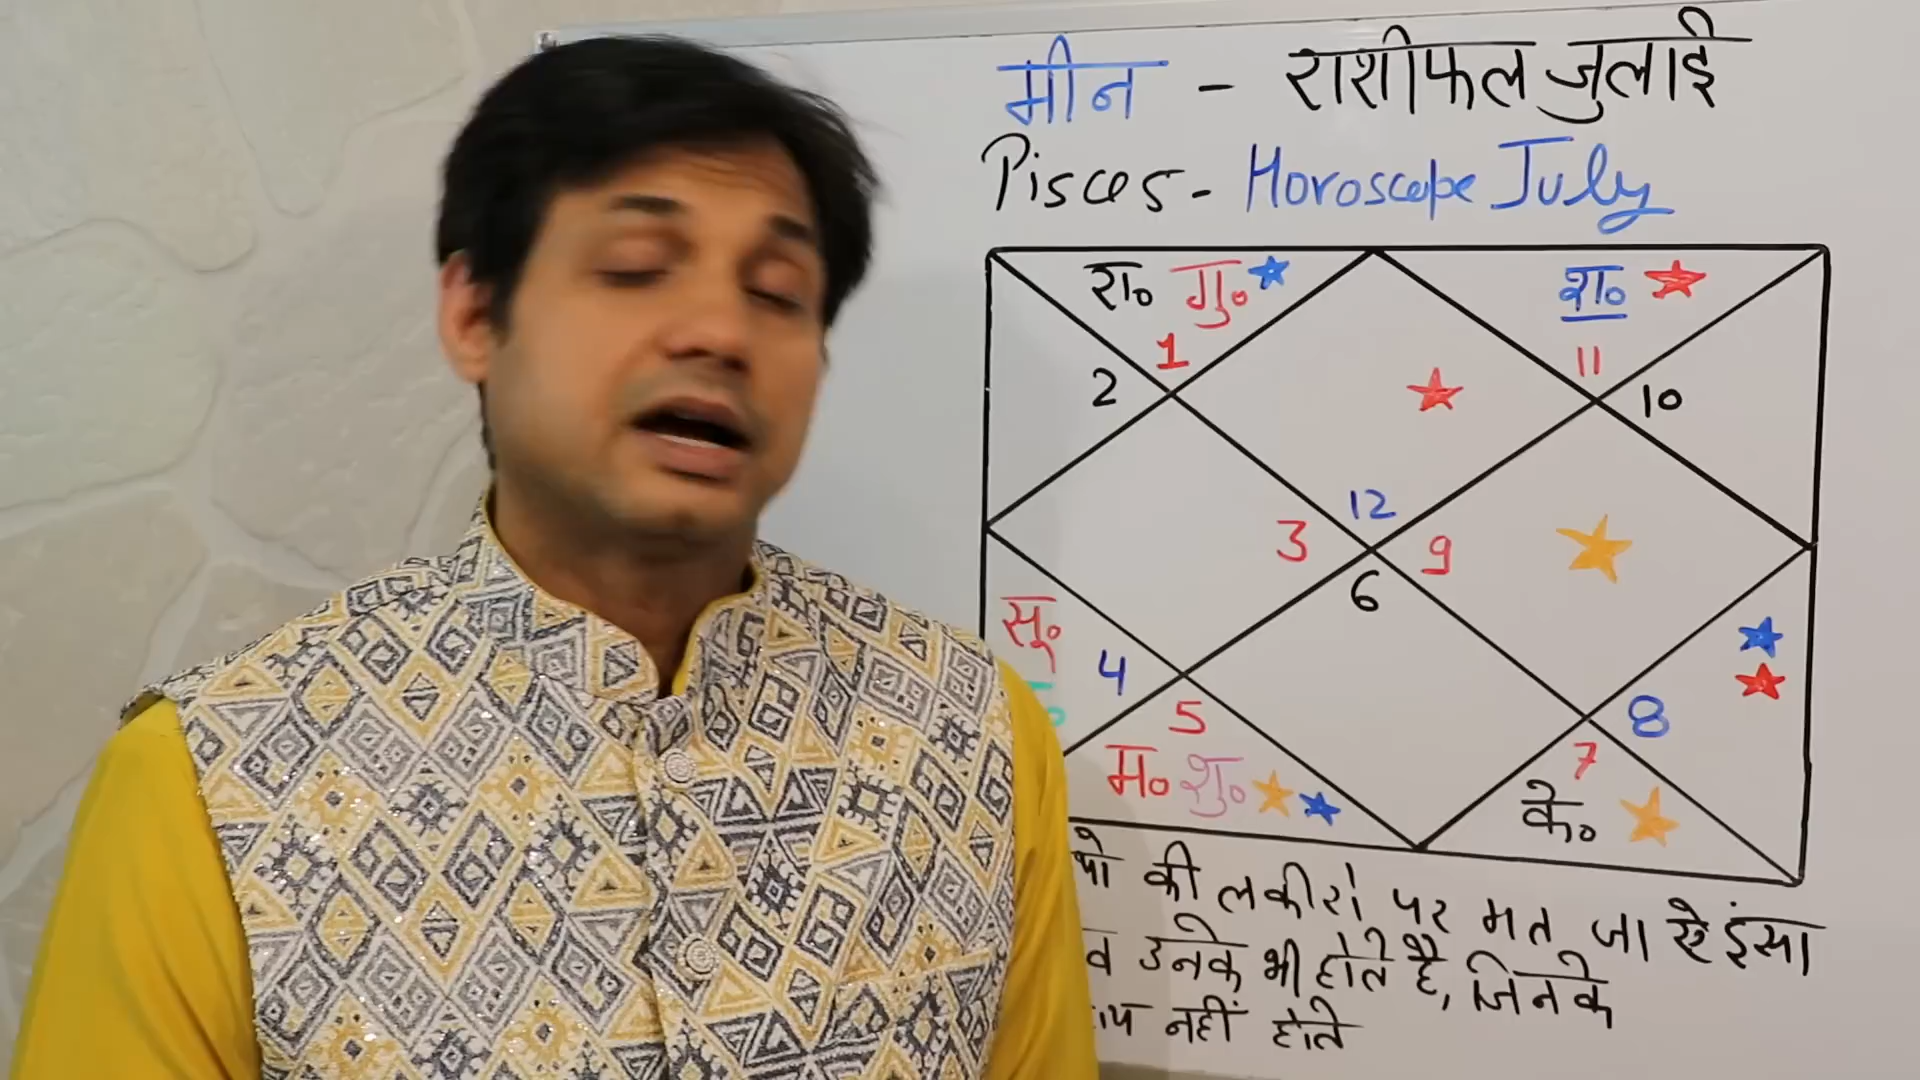 मीन - राशीफल जुलाई
Pisces - Horoscope July
रा० गु०
श०
1
11
2
10
12
3
9
6
सू०
4
8
5
7
म० शु०
के०
की लकीरो पर मत जा रे इंसा
उनके भी होते है, जिनके
नहीं होते